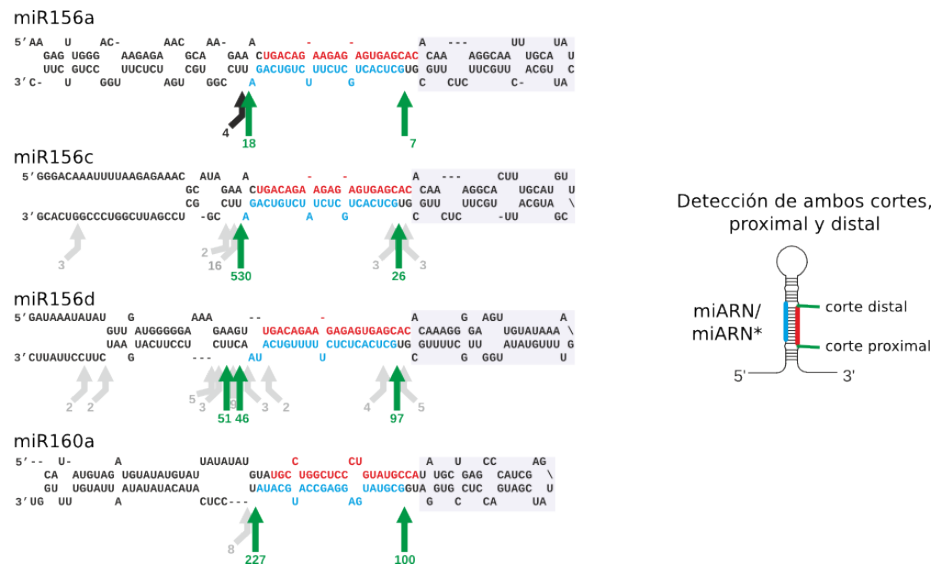 miR156a
5'AA U AC- AAC AA- A - - A --- UU UA
GAG UGGG AAGAGA GCA GAA CUGACAG AAGAG AGUGAGCAC CAA AGGCAA UGCA U
UUC GUCC UUCUCU CGU CUU GACUGUC UUCUC UCACUCGUG GUU UUCGUU ACGU C
3'C- U GGU AGU GGC A U G C CUC C- UA
4
18
7
miR156c
5'GGGACAAAUUUUAAGAGAAAC AUA A - - A --- CUU GU
GC GAA CUGACAGA AGAG AGUGAGCAC CAA AGGCA UGCAU U
CG CUU GACUGUCU UCUC UCACUCGUG GUU UUCGU ACGUA \
3'GCACUGGCCCUGGCUUAGCCU -GC A A G C CUC -UU GC
3
2
16
530
3
26
3
miR156d
5'GAUAAAUAUAU G AAA -- - A G AGU A
GUU AUGGGGGA GAAGU UGACAGAA GAGAGUGAGCAC CAAAGG GA UGUAUAAA \
UAA UACUUCCU CUUCA ACUGUUUU CUCUCACUCGUG GUUUUC UU AUAUGUUU G
3'CUUAUUCCUUC G --- AU U C G GGU U
2
2
5
3
51
9
46
3
2
4
97
5
miR160a
5'-- U- A UAUAUAU C CU A U CC AG
CA AUGUAG UGUAUAUGUAU GUAUGC UGGCUCC GUAUGCCAU UGC GAG CAUCG \
GU UGUAUU AUAUAUACAUA UAUACG ACCGAGG UAUGCGGUA GUG CUC GUAGC U
3'UG UU A CUCC--- U AG G C CA UA
8
227
100
Detección de ambos cortes,
proximal y distal
miARN/
miARN*
corte distal
corte proximal
5'
3'